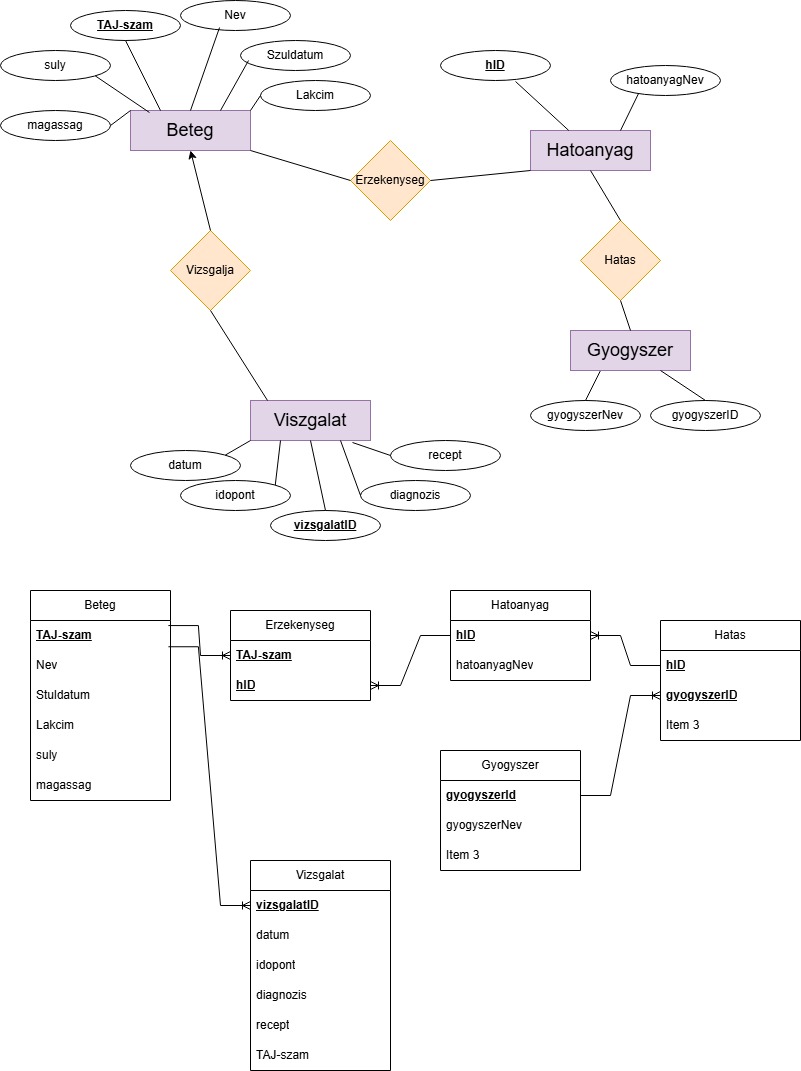 TAJ-szam
Nev
suly
Szuldatum
magassag
Lakcim
Beteg
hID
hatoanyagNev
Hatoanyag
Erzekenyseg
Vizsgalja
Hatas
Gyogyszer
gyogyszerNev
gyogyszerID
Viszgalat
datum
recept
idopont
diagnozis
vizsgalatID
Beteg
TAJ-szam
Nev
Stuldatum
Lakcim
suly
magassag
Erzekenyseg
TAJ-szam
hID
Hatoanyag
hID
hatoanyagNev
Hatas
hID
gyogyszerID
Item 3
Gyogyszer
gyogyszerId
gyogyszerNev
Item 3
Vizsgalat
vizsgalatID
datum
idopont
diagnozis
recept
TAJ-szam